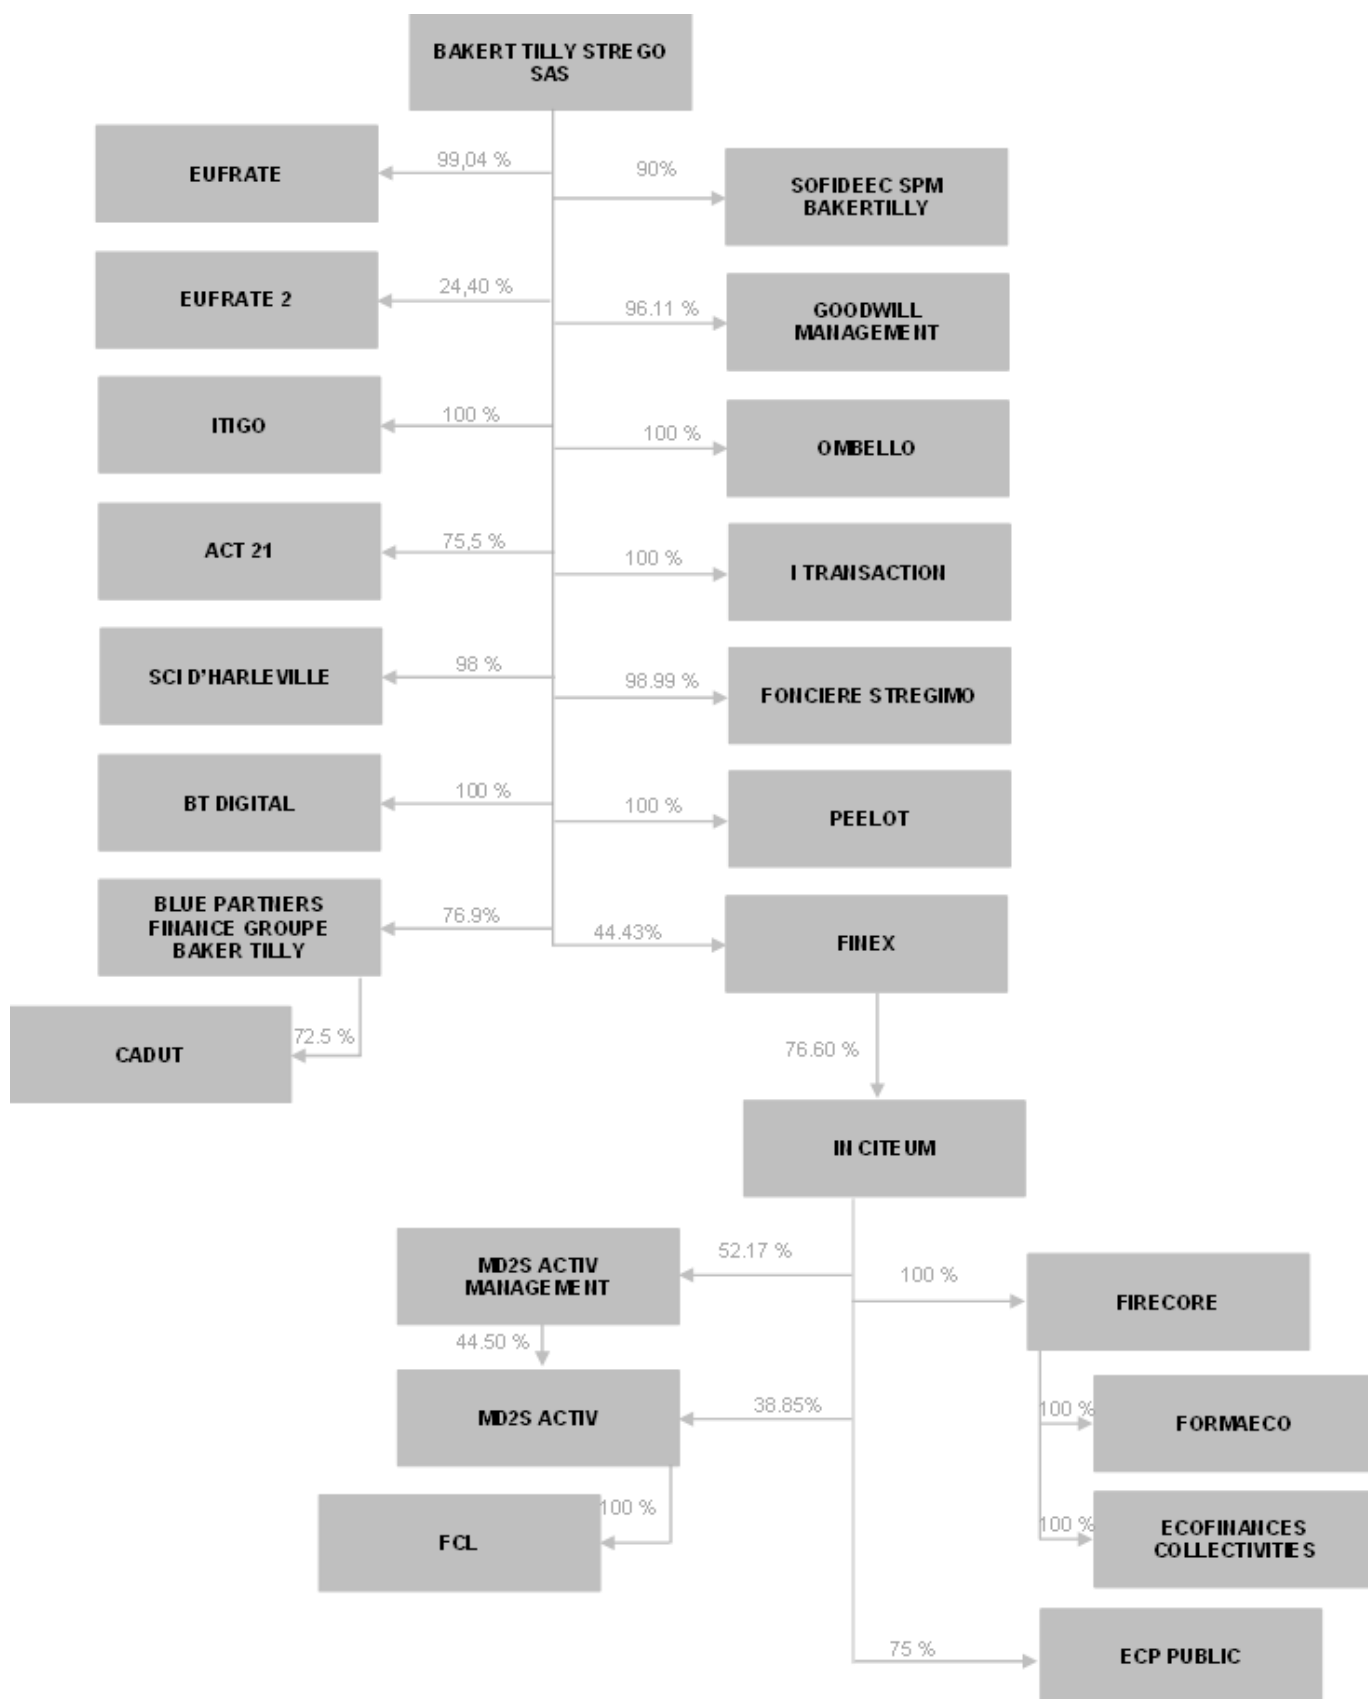 BAKERT TILLY STREGO
SAS
EUFRATE
99,04 %
90%
SOFIDEEC SPM
BAKERTILLY
EUFRATE 2
24,40 %
96.11 %
GOODWILL
MANAGEMENT
ITIGO
100 %
100 %
OMBELLO
ACT 21
75,5 %
100 %
I TRANSACTION
SCI D'HARLEVILLE
98 %
98.99 %
FONCIERE STREGIMO
BT DIGITAL
100 %
100 %
PEELOT
BLUE PARTNERS
FINANCE GROUPE
BAKER TILLY
76.9%
44.43%
FINEX
CADUT
72.5 %
76.60 %
IN CITEUM
MD2S ACTIV
MANAGEMENT
52.17 %
100 %
FIRECORE
44.50 %
MD2S ACTIV
38.85%
100 %
FORMAECO
FCL
100 %
100 %
ECOFINANCES
COLLECTIVITIES
75 %
ECP PUBLIC